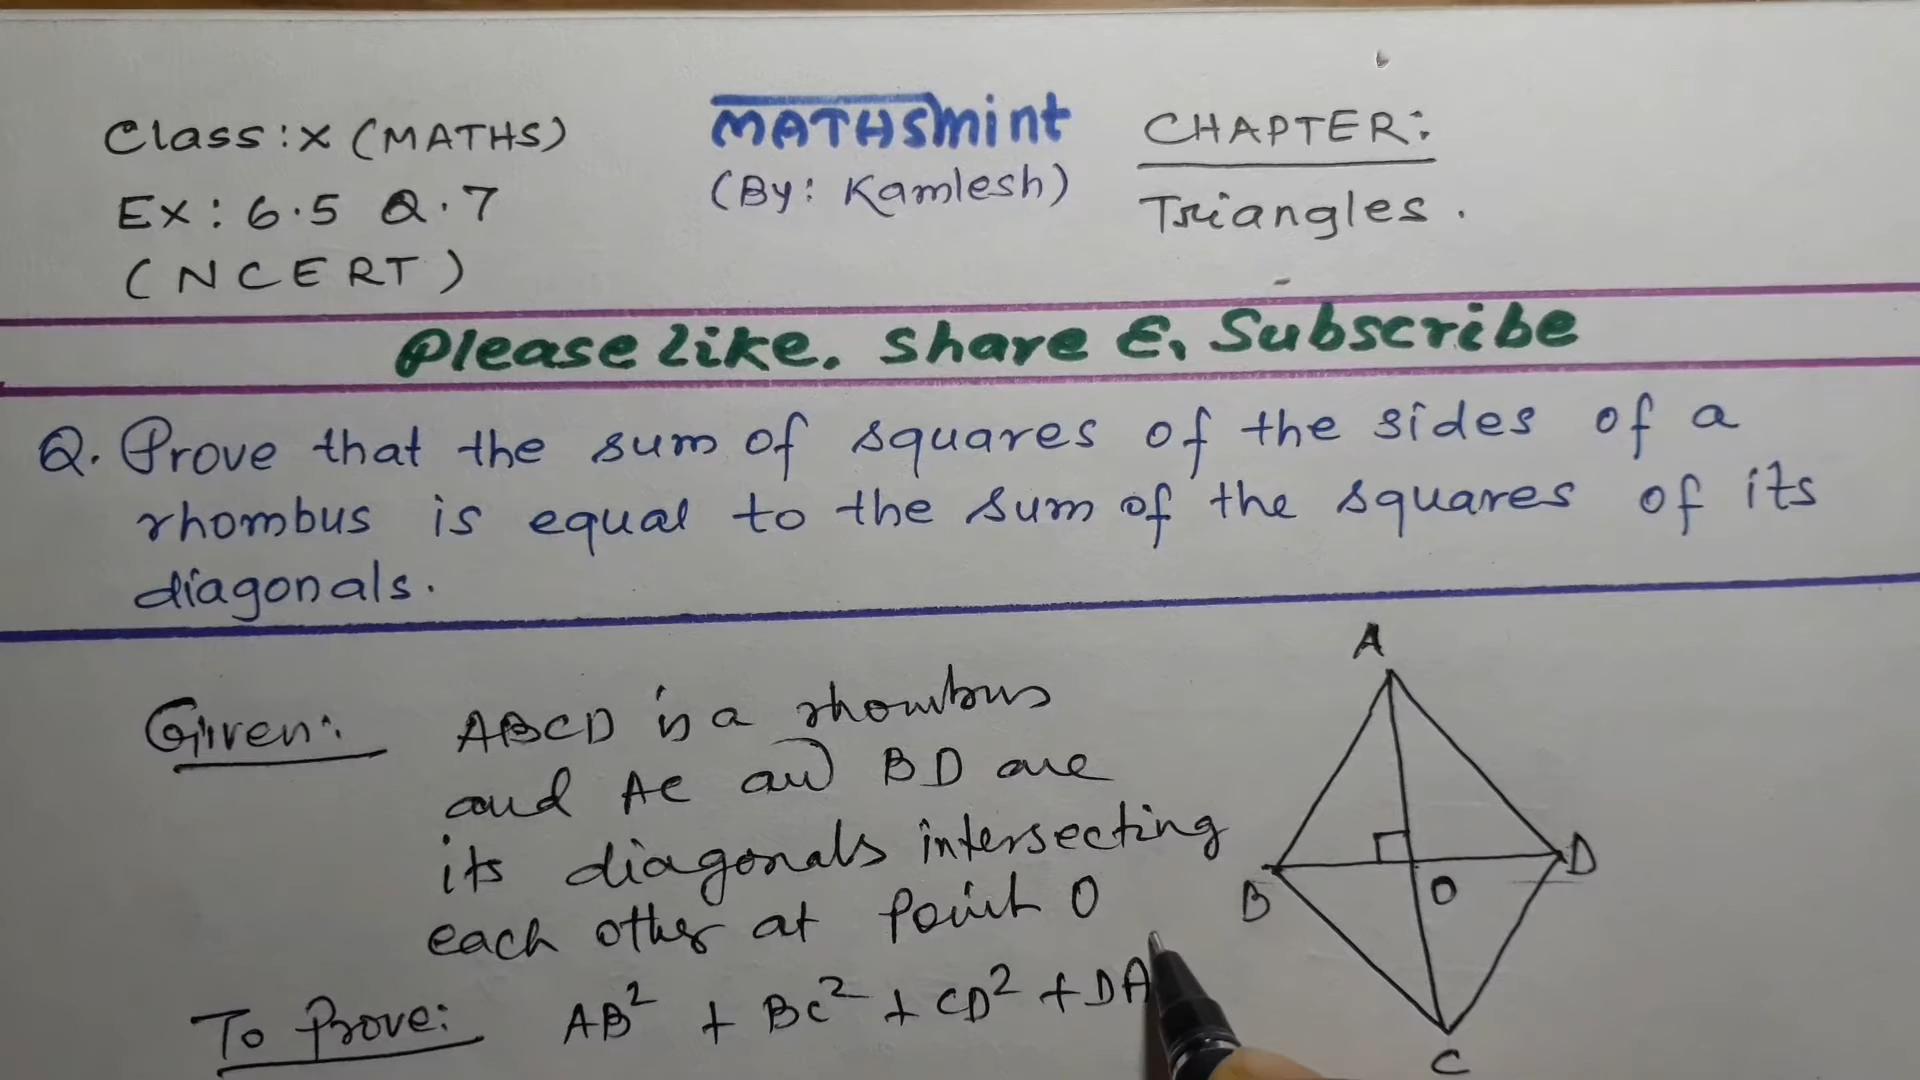 Class: X (MATHS)
Ex: 6.5 Q.7
(NCERT)
MATHSmint
(By: Kamlesh)
CHAPTER:
Triangles.
Please Like, Share & Subscribe
Q. Prove that the sum of squares of the sides of a
rhombus is equal to the sum of the squares of its
diagonals.
Given: ABCD is a rhombus
and AC and BD are
its diagonals intersecting
each other at Point O
To Prove: AB² + BC² + CD² + DA
A
B
O
D
C